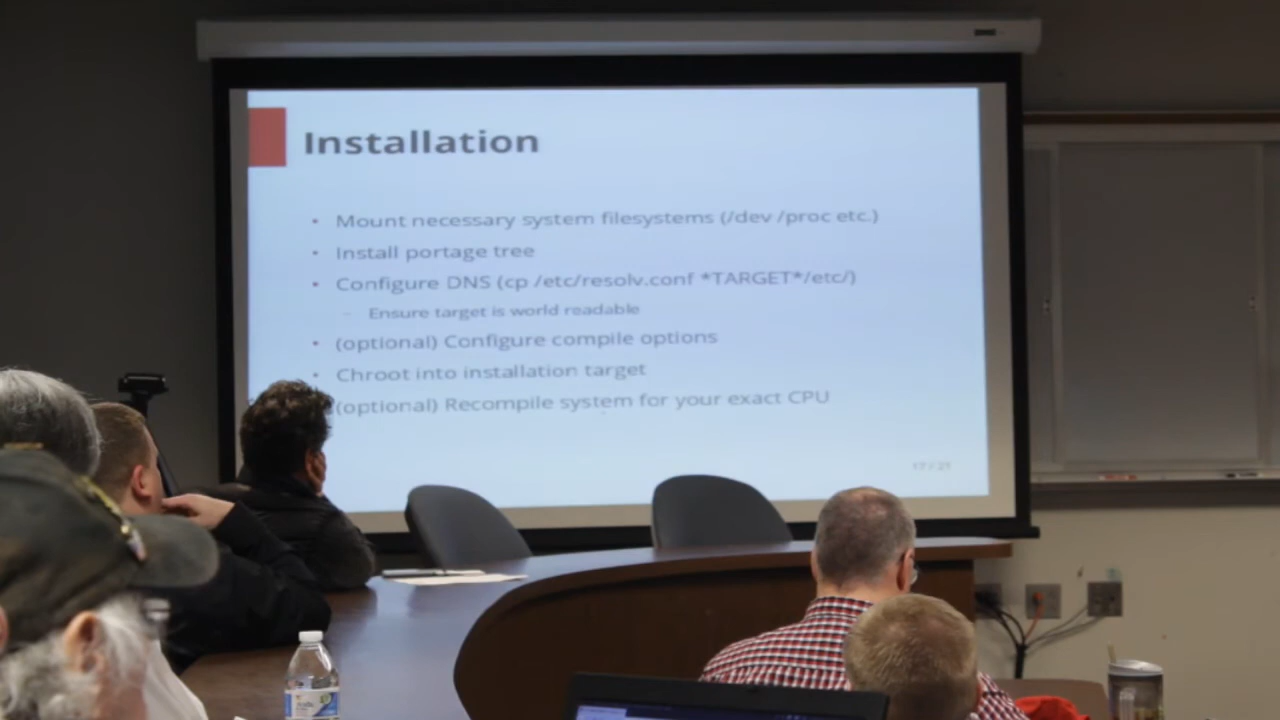 Installation
• Mount necessary system filesystems (/dev /proc etc.)
• Install portage tree
• Configure DNS (cp /etc/resolv.conf *TARGET*/etc/)
– Ensure target is world readable
• (optional) Configure compile options
• Chroot into installation target
(optional) Recompile system for your exact CPU
17 / 21